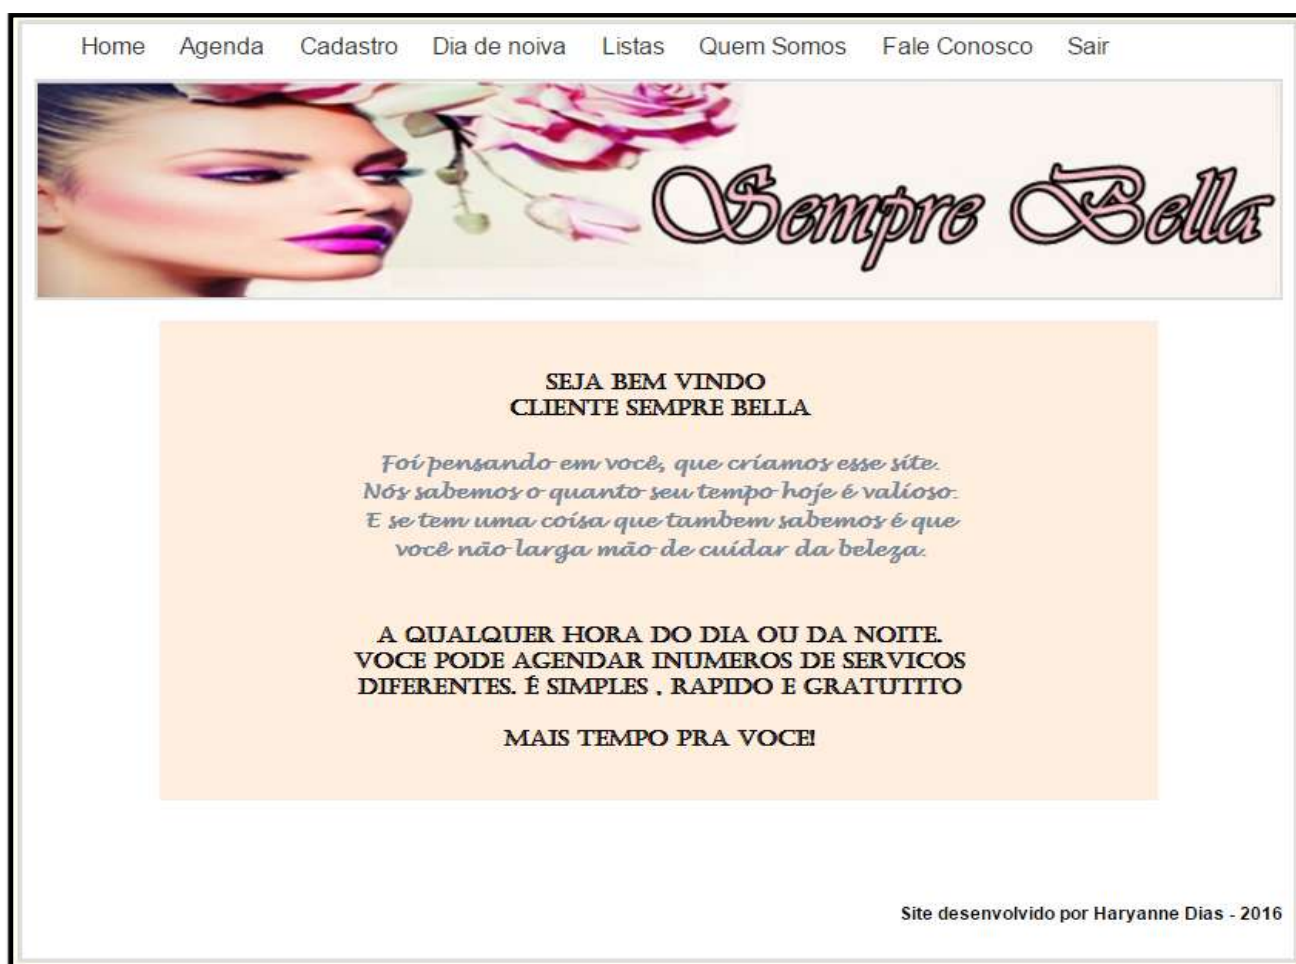 Home Agenda Cadastro Dia de noiva Listas Quem Somos Fale Conosco Sair
Sempre Bella
SEJA BEM VINDO
CLIENTE SEMPRE BELLA
Foi pensando em você, que criamos esse site.
Nós sabemos o quanto seu tempo hoje é valioso.
E se tem uma coisa que tambem sabemos é que
você não larga mão de cuidar da beleza.
A QUALQUER HORA DO DIA OU DA NOITE.
VOCE PODE AGENDAR INUMEROS DE SERVICOS
DIFERENTES. É SIMPLES , RAPIDO E GRATUTITO
MAIS TEMPO PRA VOCE!
Site desenvolvido por Haryanne Dias - 2016